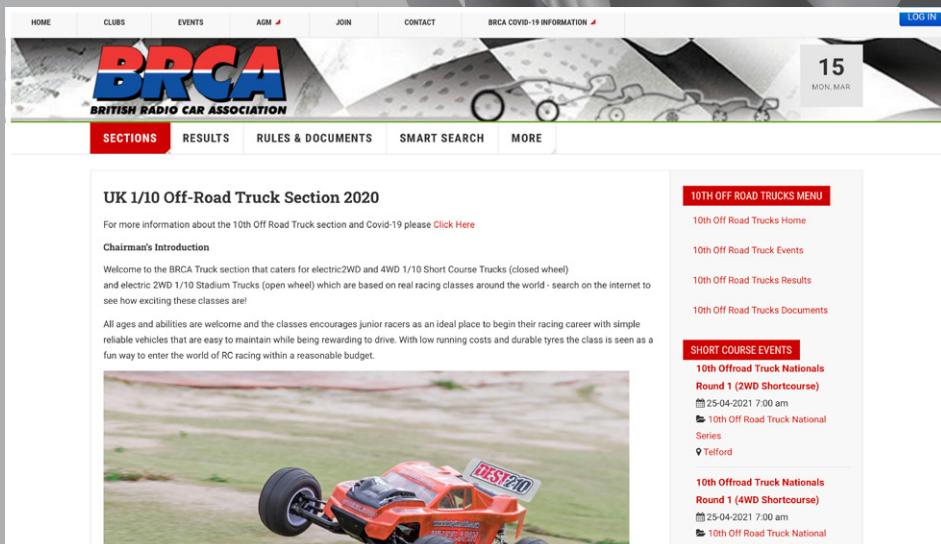 HOME CLUBS EVENTS AGM JOIN CONTACT BRCA COVID-19 INFORMATION LOG IN
BRCA
BRITISH RADIO CAR ASSOCIATION
15
MON, MAR
SECTIONS RESULTS RULES & DOCUMENTS SMART SEARCH MORE
UK 1/10 Off-Road Truck Section 2020
For more information about the 10th Off Road Truck section and Covid-19 please Click Here
Chairman's Introduction
Welcome to the BRCA Truck section that caters for electric2WD and 4WD 1/10 Short Course Trucks (closed wheel)
and electric 2WD 1/10 Stadium Trucks (open wheel) which are based on real racing classes around the world - search on the internet to
see how exciting these classes are!
All ages and abilities are welcome and the classes encourages junior racers as an ideal place to begin their racing career with simple
reliable vehicles that are easy to maintain while being rewarding to drive. With low running costs and durable tyres the class is seen as a
fun way to enter the world of RC racing within a reasonable budget.
DEST210
10TH OFF ROAD TRUCKS MENU
10th Off Road Trucks Home
10th Off Road Truck Events
10th Off Road Trucks Results
10th Off Road Trucks Documents
SHORT COURSE EVENTS
10th Offroad Truck Nationals
Round 1 (2WD Shortcourse)
25-04-2021 7:00 am
10th Off Road Truck National
Series
Telford
10th Offroad Truck Nationals
Round 1 (4WD Shortcourse)
25-04-2021 7:00 am
10th Off Road Truck National